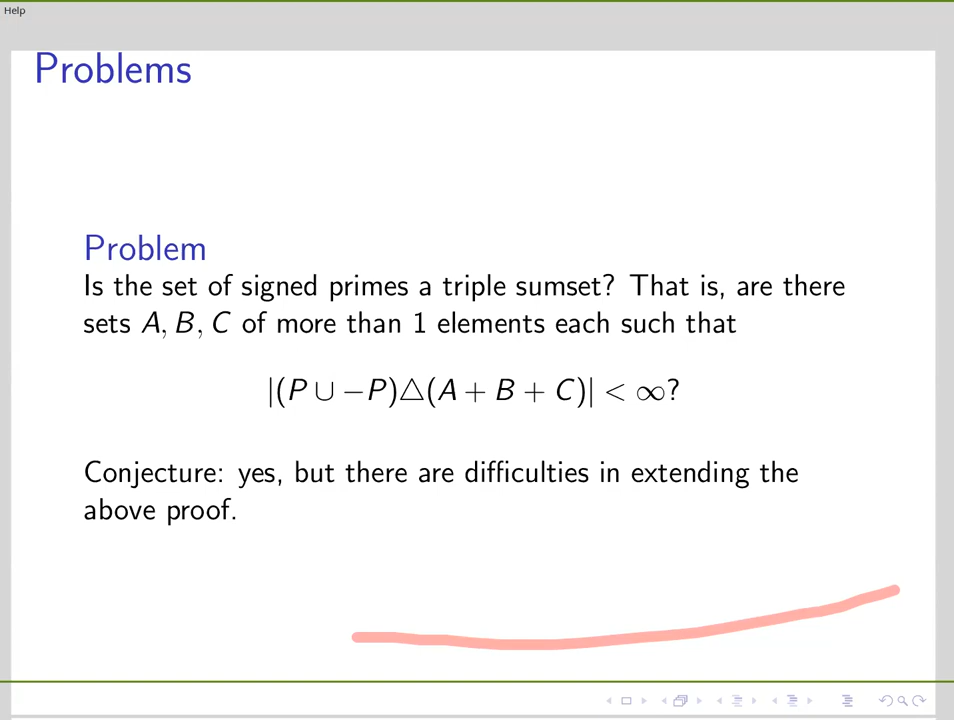 Help
Problems
Problem
Is the set of signed primes a triple sumset? That is, are there
sets A, B, C of more than 1 elements each such that
|(P ∪ −P)△(A + B + C)| < ∞?
Conjecture: yes, but there are difficulties in extending the
above proof.